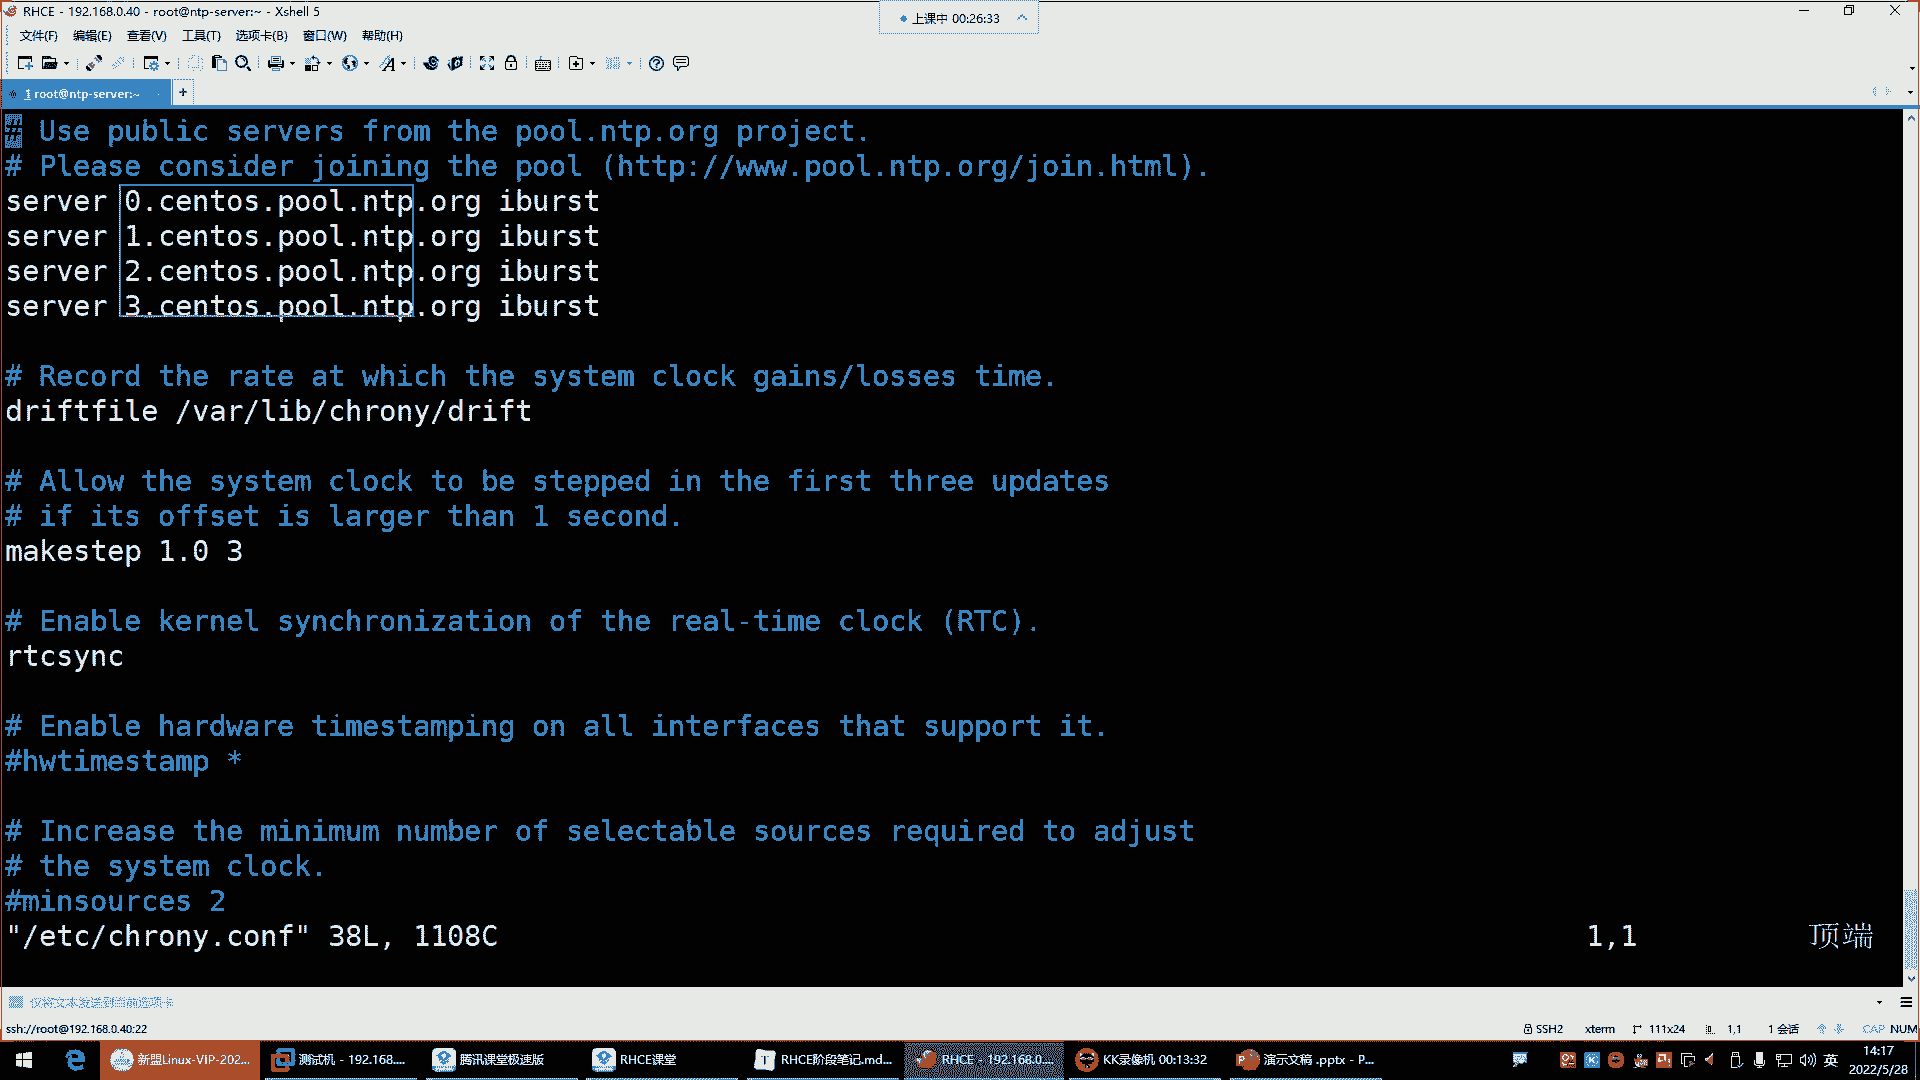 RHCE - 192.168.0.40 - root@ntp-server:~ - Xshell 5
上课中 00:26:33
文件(F) 编辑(E) 查看(V) 工具(T) 选项卡(B) 窗口(W) 帮助(H)
1 root@ntp-server:~
# Use public servers from the pool.ntp.org project.
# Please consider joining the pool (http://www.pool.ntp.org/join.html).
server 0.centos.pool.ntp.org iburst
server 1.centos.pool.ntp.org iburst
server 2.centos.pool.ntp.org iburst
server 3.centos.pool.ntp.org iburst
# Record the rate at which the system clock gains/losses time.
driftfile /var/lib/chrony/drift
# Allow the system clock to be stepped in the first three updates
# if its offset is larger than 1 second.
makestep 1.0 3
# Enable kernel synchronization of the real-time clock (RTC).
rtcsync
# Enable hardware timestamping on all interfaces that support it.
#hwtimestamp *
# Increase the minimum number of selectable sources required to adjust
# the system clock.
#minsources 2
"/etc/chrony.conf" 38L, 1108C 1,1 顶端
仅将文本发送到当前选项卡
ssh://root@192.168.0.40:22 SSH2 xterm 111x24 1,1 1 会话 CAP NUM
新盟Linux-VIP-202... 测试机 - 192.168.... 腾讯课堂极速版 RHCE课堂 RHCE阶段笔记.md... RHCE - 192.168.0.... KK录像机 00:13:32 演示文稿 .pptx - P... 英 14:17
2022/5/28